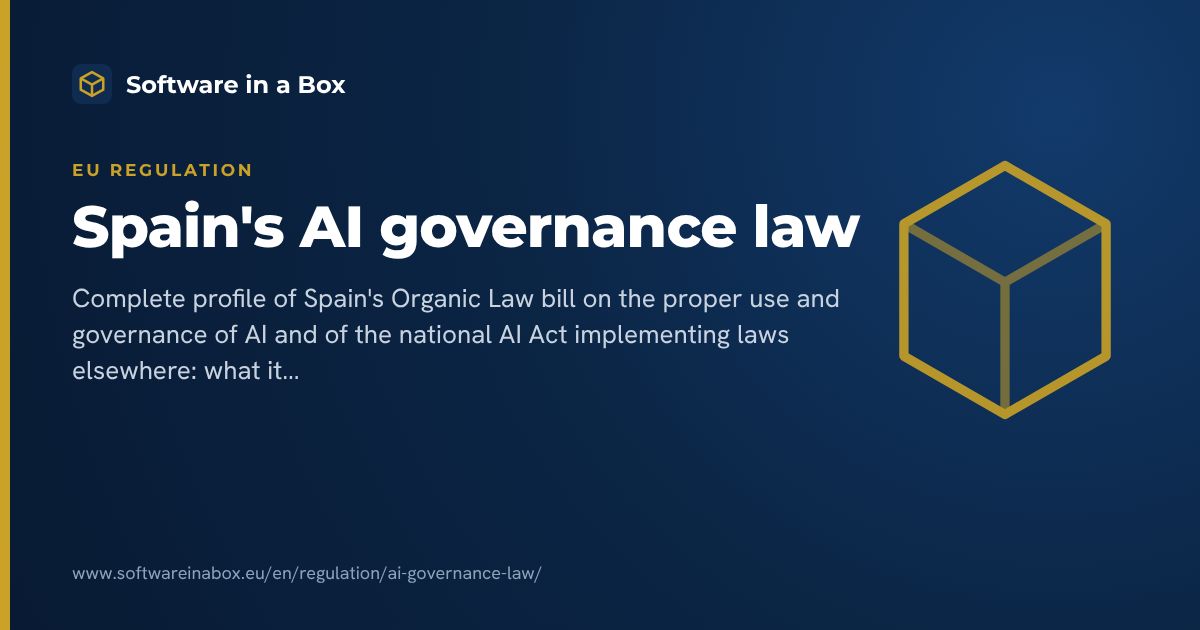 Software in a Box
EU REGULATION
Spain's AI governance law
Complete profile of Spain's Organic Law bill on the proper use and
governance of AI and of the national AI Act implementing laws
elsewhere: what it...
www.softwareinabox.eu/en/regulation/ai-governance-law/